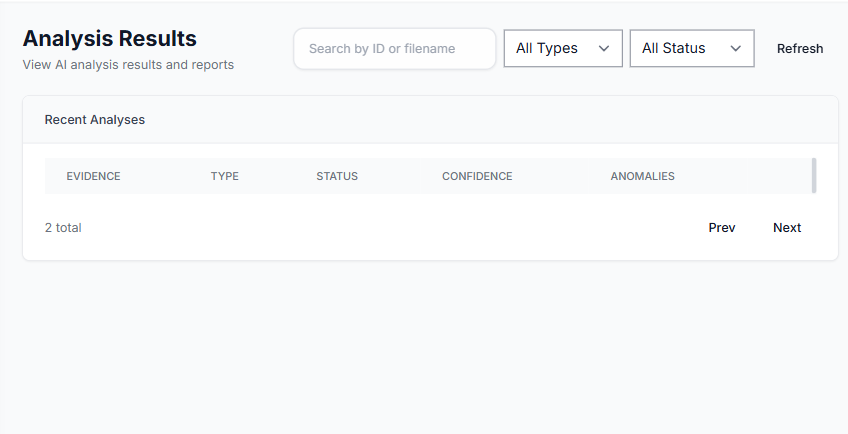 Analysis Results
View AI analysis results and reports
Search by ID or filename
All Types
All Status
Refresh
Recent Analyses
EVIDENCE TYPE STATUS CONFIDENCE ANOMALIES
2 total
Prev Next